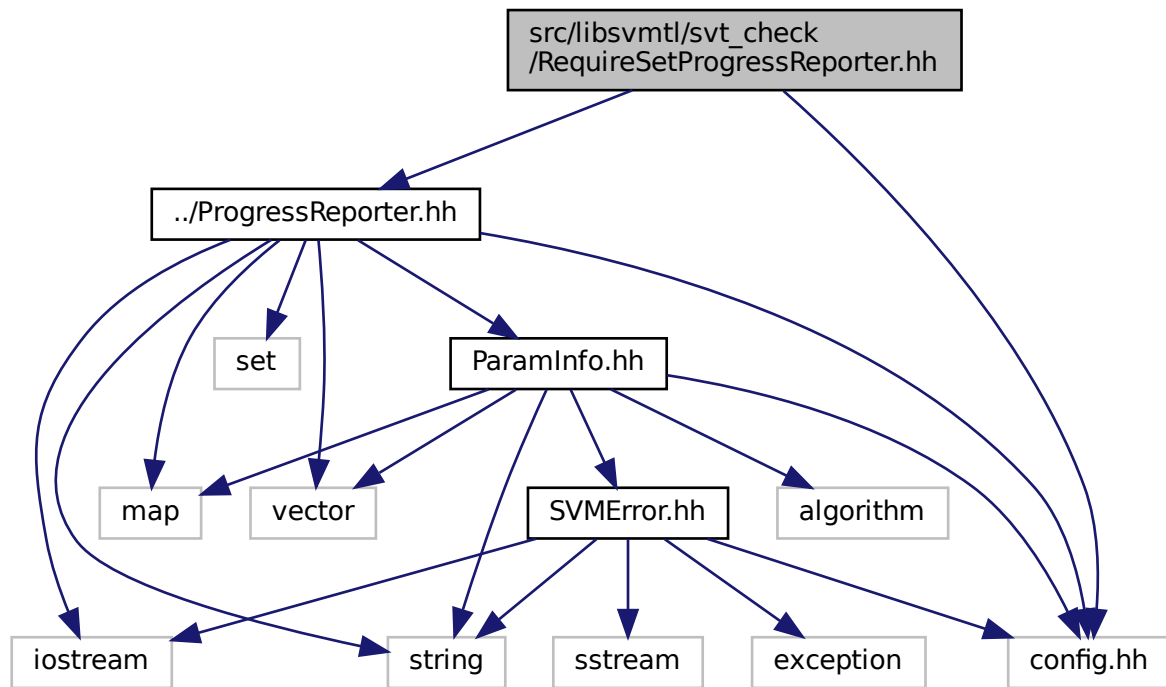 src/libsvmtl/svt_check
/RequireSetProgressReporter.hh
../ProgressReporter.hh
set
ParamInfo.hh
map
vector
SVMError.hh
algorithm
iostream
string
sstream
exception
config.hh